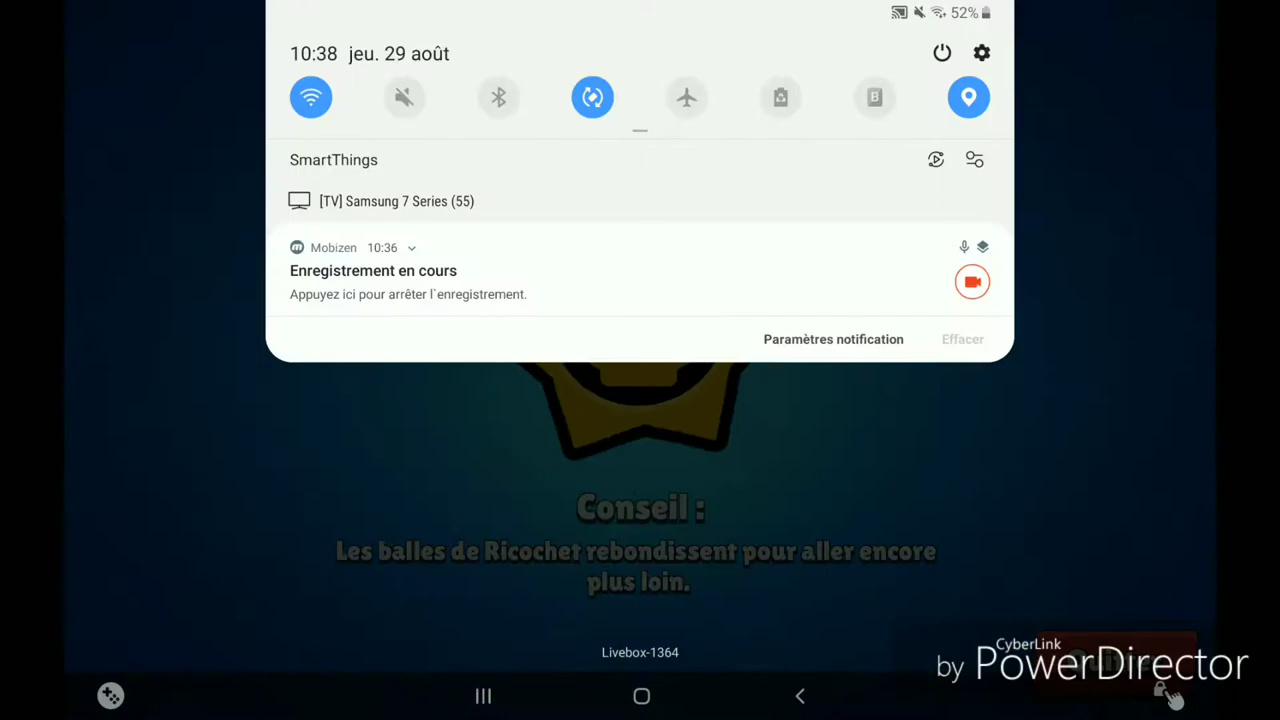 52%
10:38 jeu. 29 août
SmartThings
[TV] Samsung 7 Series (55)
Mobizen 10:36
Enregistrement en cours
Appuyez ici pour arrêter l`enregistrement.
Paramètres notification Effacer
Conseil :
Les balles de Ricochet rebondissent pour aller encore
plus loin.
Livebox-1364
CyberLink
by PowerDirector